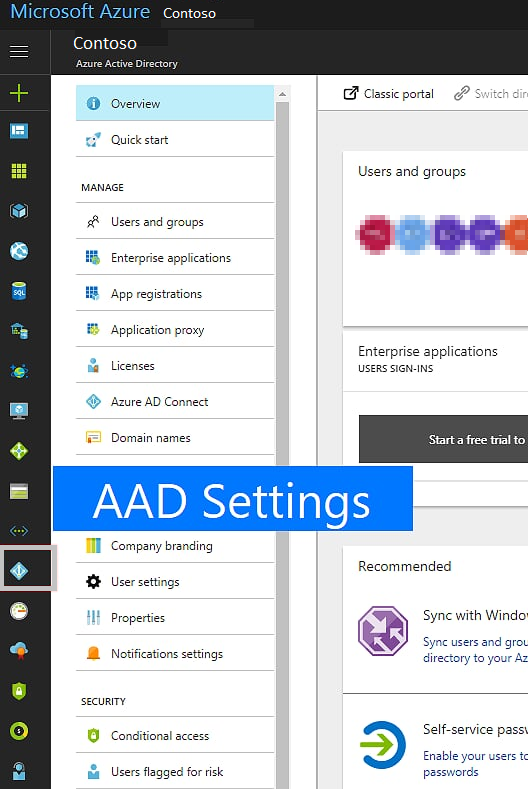 Microsoft Azure Contoso
Contoso
Azure Active Directory
Overview
Quick start
MANAGE
Users and groups
Enterprise applications
App registrations
Application proxy
Licenses
Azure AD Connect
Domain names
AAD Settings
Company branding
User settings
Properties
Notifications settings
SECURITY
Conditional access
Users flagged for risk
Classic portal
Switch dire
Users and groups
Enterprise applications
USERS SIGN-INS
Start a free trial to
Recommended
Sync with Window
Sync users and grou
directory to your Az
Self-service passw
Enable your users to
passwords
SQL